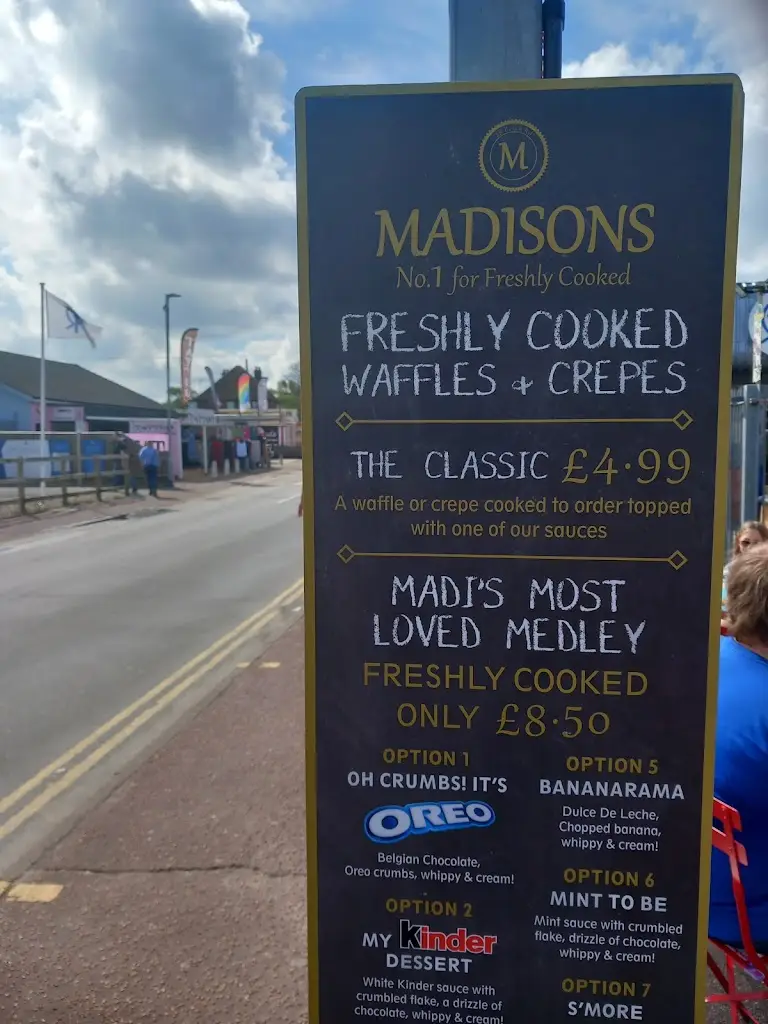 M
MADISONS
No.1 for Freshly Cooked
FRESHLY COOKED
WAFFLES + CREPES
THE CLASSIC £4.99
A waffle or crepe cooked to order topped
with one of our sauces
MADI'S MOST
LOVED MEDLEY
FRESHLY COOKED
ONLY £8.50
OPTION 1
OH CRUMBS! IT'S
OREO
Belgian Chocolate,
Oreo crumbs, whippy & cream!
OPTION 2
MY Kinder
DESSERT
White Kinder sauce with
crumbled flake, a drizzle of
chocolate, whippy & cream!
OPTION 5
BANANARAMA
Dulce De Leche,
Chopped banana,
whippy & cream!
OPTION 6
MINT TO BE
Mint sauce with crumbled
flake, drizzle of chocolate,
whippy & cream!
OPTION 7
S'MORE